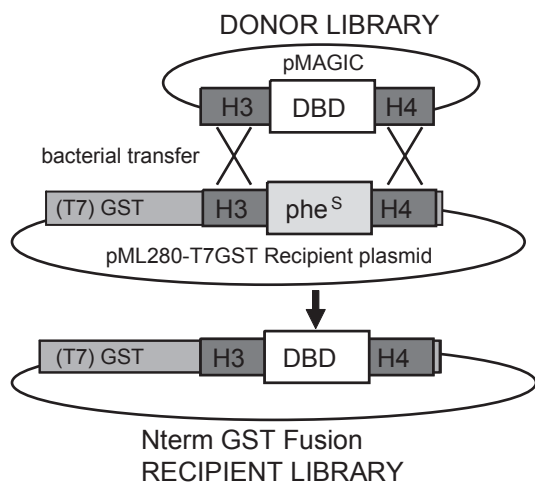 DONOR LIBRARY
pMAGIC
H3 DBD H4
bacterial transfer
(T7) GST H3 phe^S H4
pML280-T7GST Recipient plasmid
(T7) GST H3 DBD H4
Nterm GST Fusion
RECIPIENT LIBRARY